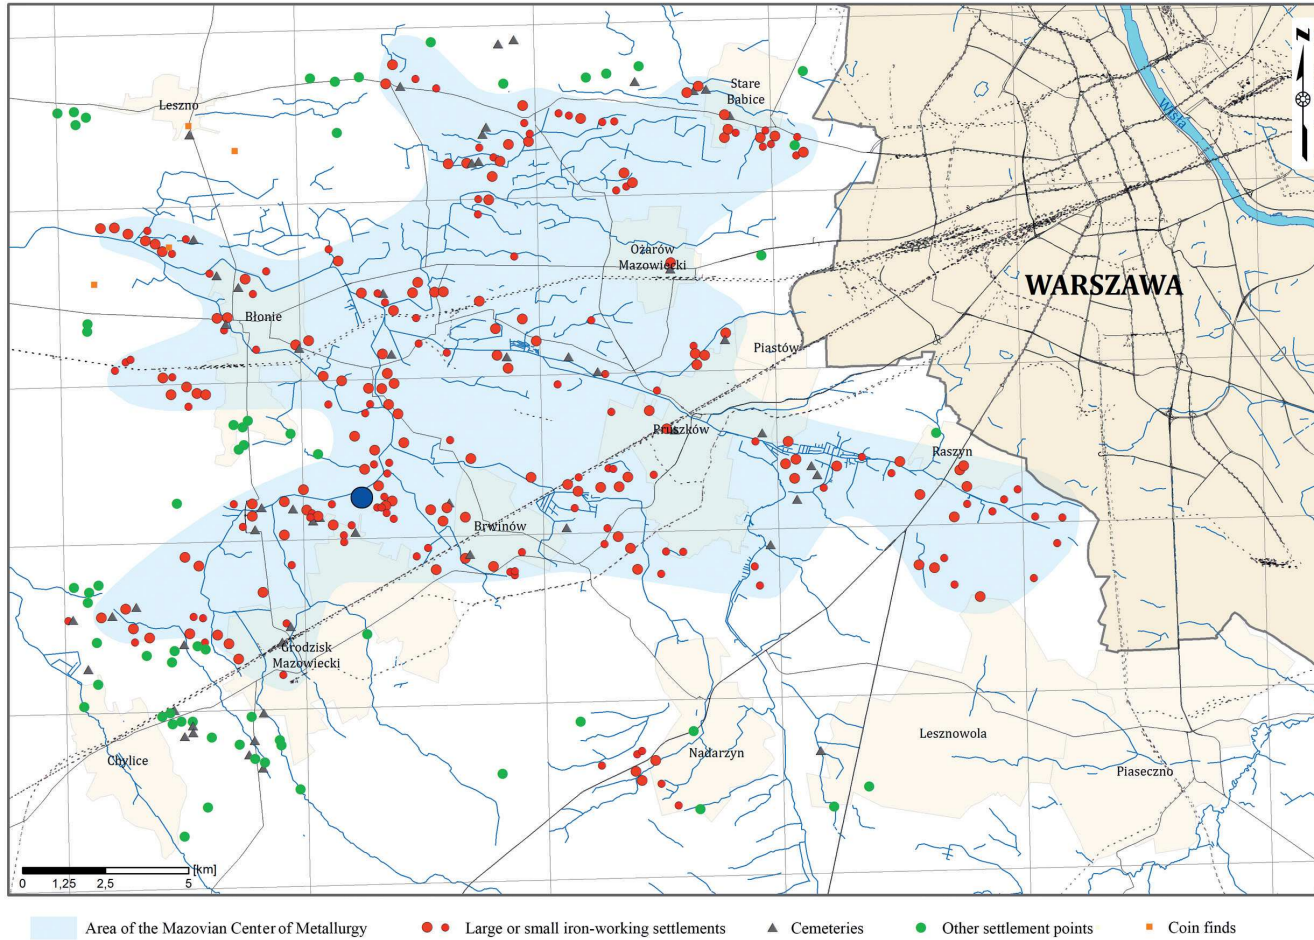 Leszno
Stare
Babice
N
Wisła
Ożarów
Mazowiecki
WARSZAWA
Błonie
Piastów
Pruszków
Raszyn
Brwinów
Grodzisk
Mazowiecki
Lesznowola
Nadarzyn
Chylice
Piaseczno
[km]
0 1,25 2,5 5
Area of the Mazovian Center of Metallurgy Large or small iron-working settlements Cemeteries Other settlement points Coin finds